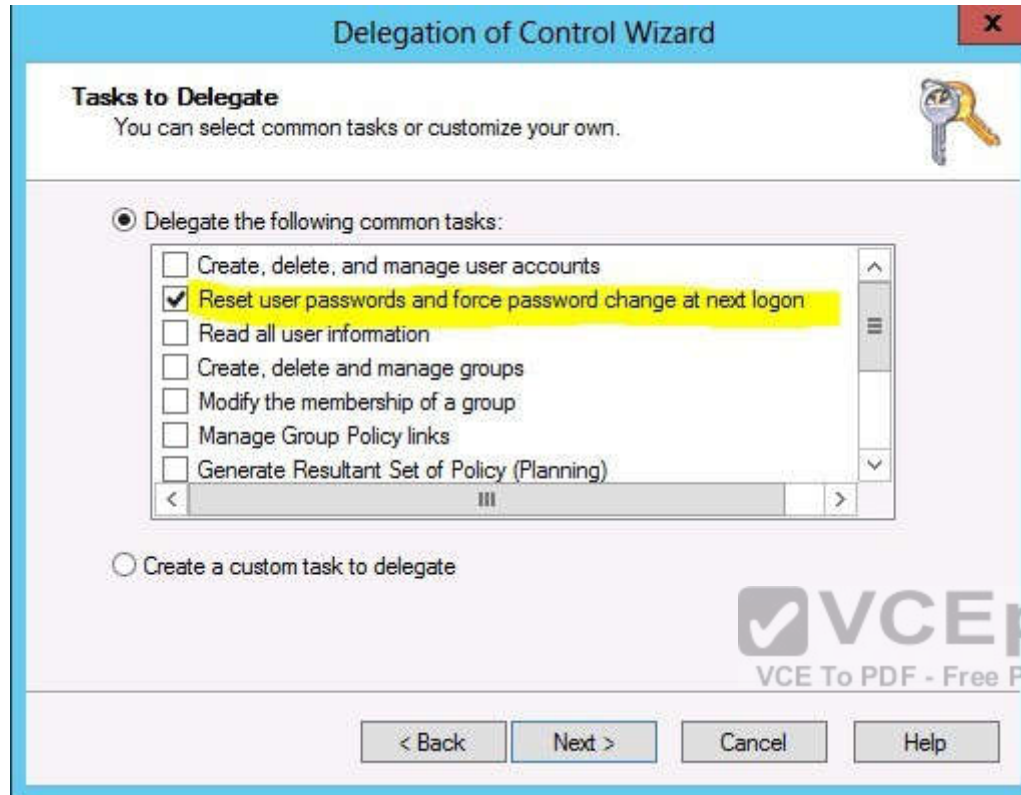 Delegation of Control Wizard
x
Tasks to Delegate
You can select common tasks or customize your own.
Delegate the following common tasks:
Create, delete, and manage user accounts
Reset user passwords and force password change at next logon
Read all user information
Create, delete and manage groups
Modify the membership of a group
Manage Group Policy links
Generate Resultant Set of Policy (Planning)
Create a custom task to delegate
VCEp
VCE To PDF - Free P
< Back
Next >
Cancel
Help